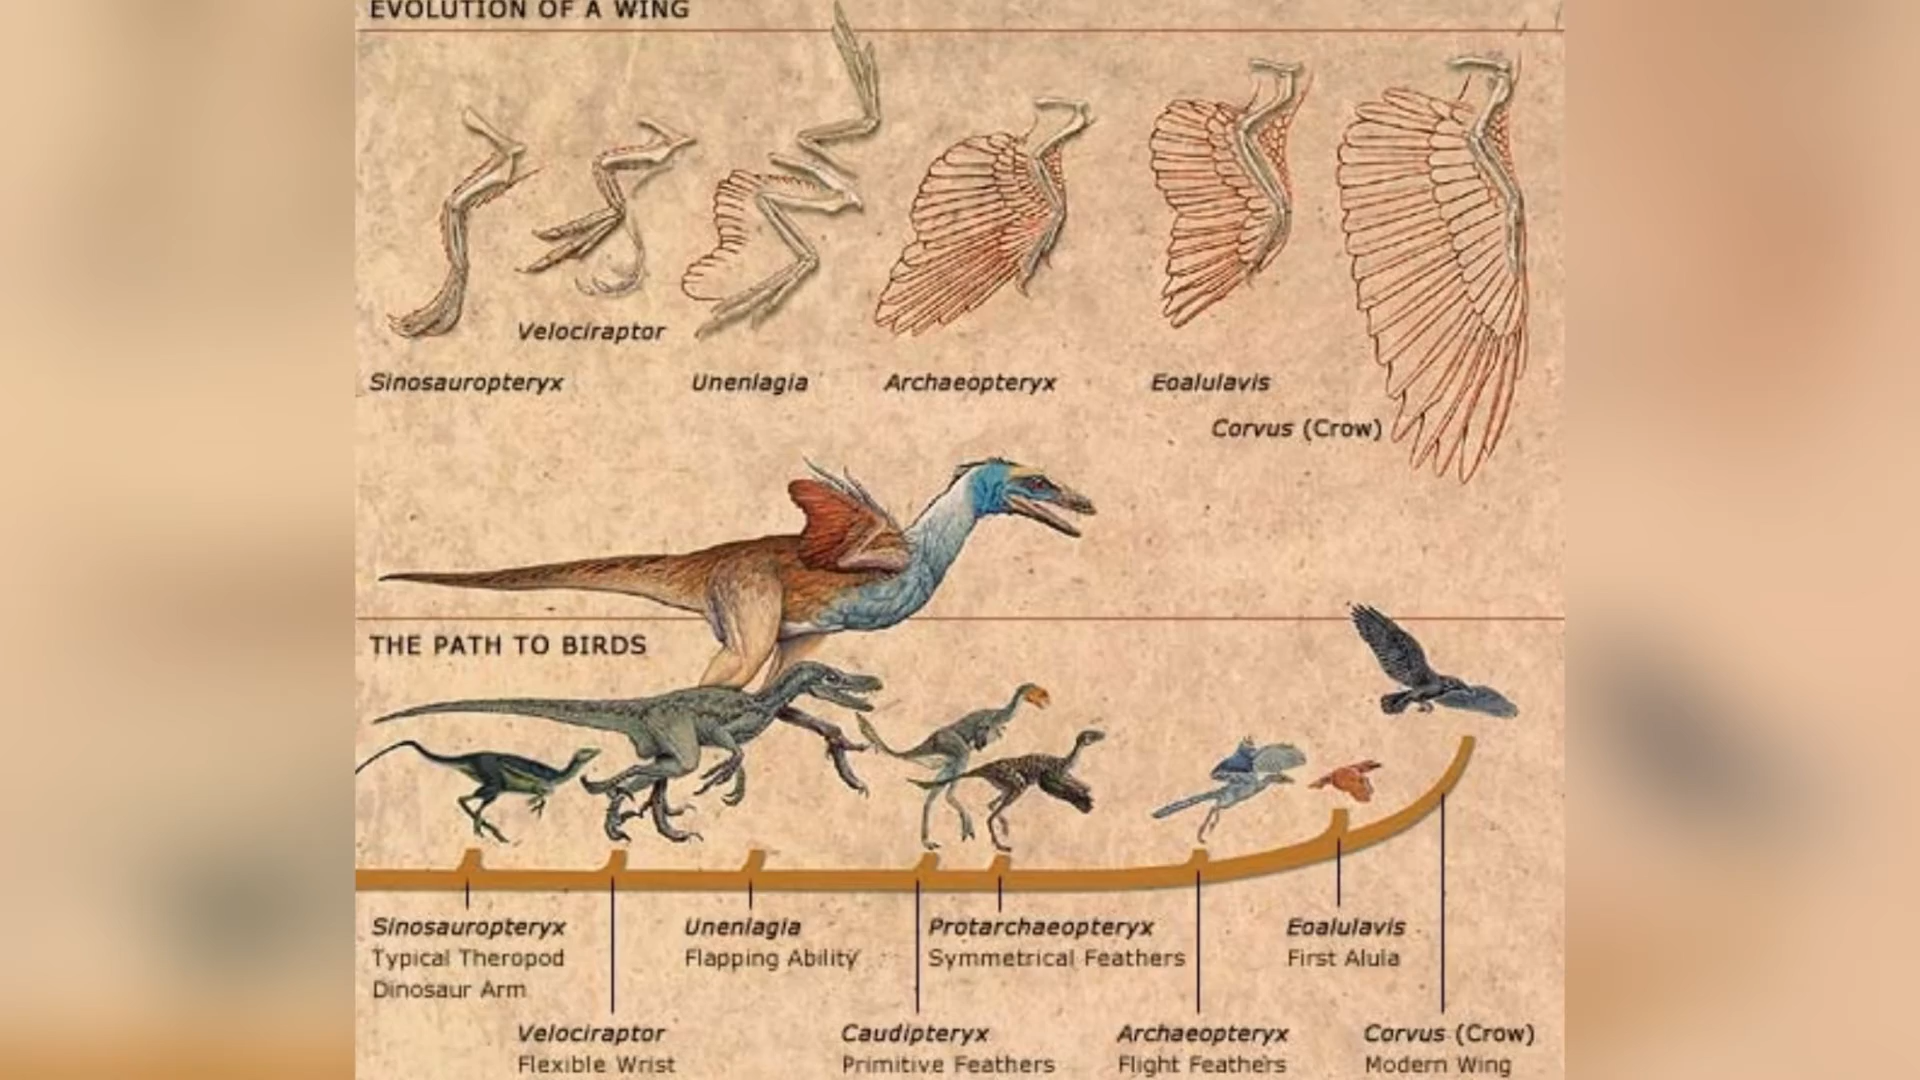 EVOLUTION OF A WING
Velociraptor
Sinosauropteryx
Unenlagia
Archaeopteryx
Eoalulavis
Corvus (Crow)
THE PATH TO BIRDS
Sinosauropteryx
Typical Theropod
Dinosaur Arm
Velociraptor
Flexible Wrist
Unenlagia
Flapping Ability
Caudipteryx
Primitive Feathers
Protarchaeopteryx
Symmetrical Feathers
Archaeopteryx
Flight Feathers
Eoalulavis
First Alula
Corvus (Crow)
Modern Wing